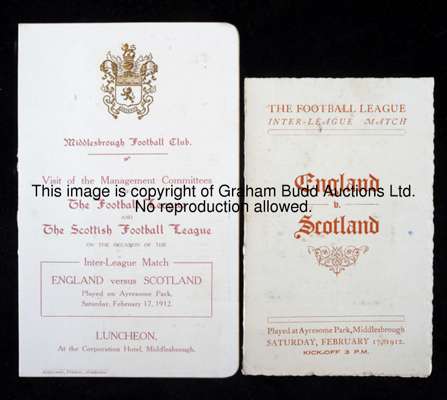 Middlesbrough Football Club.
Visit of the Management Committees
The Football League
AND
The Scottish Football League
ON THE OCCASION OF THE
Inter-League Match
ENGLAND versus SCOTLAND
Played on Ayresome Park,
Saturday, February 17, 1912.
LUNCHEON,
At the Corporation Hotel, Middlesbrough.
THE FOOTBALL LEAGUE
INTER-LEAGUE MATCH
England
v.
Scotland
Played at Ayresome Park, Middlesbrough
SATURDAY, FEBRUARY 17th 1912.
KICK-OFF 3 P.M.
This image is copyright of Graham Budd Auctions Ltd.
No reproduction allowed.